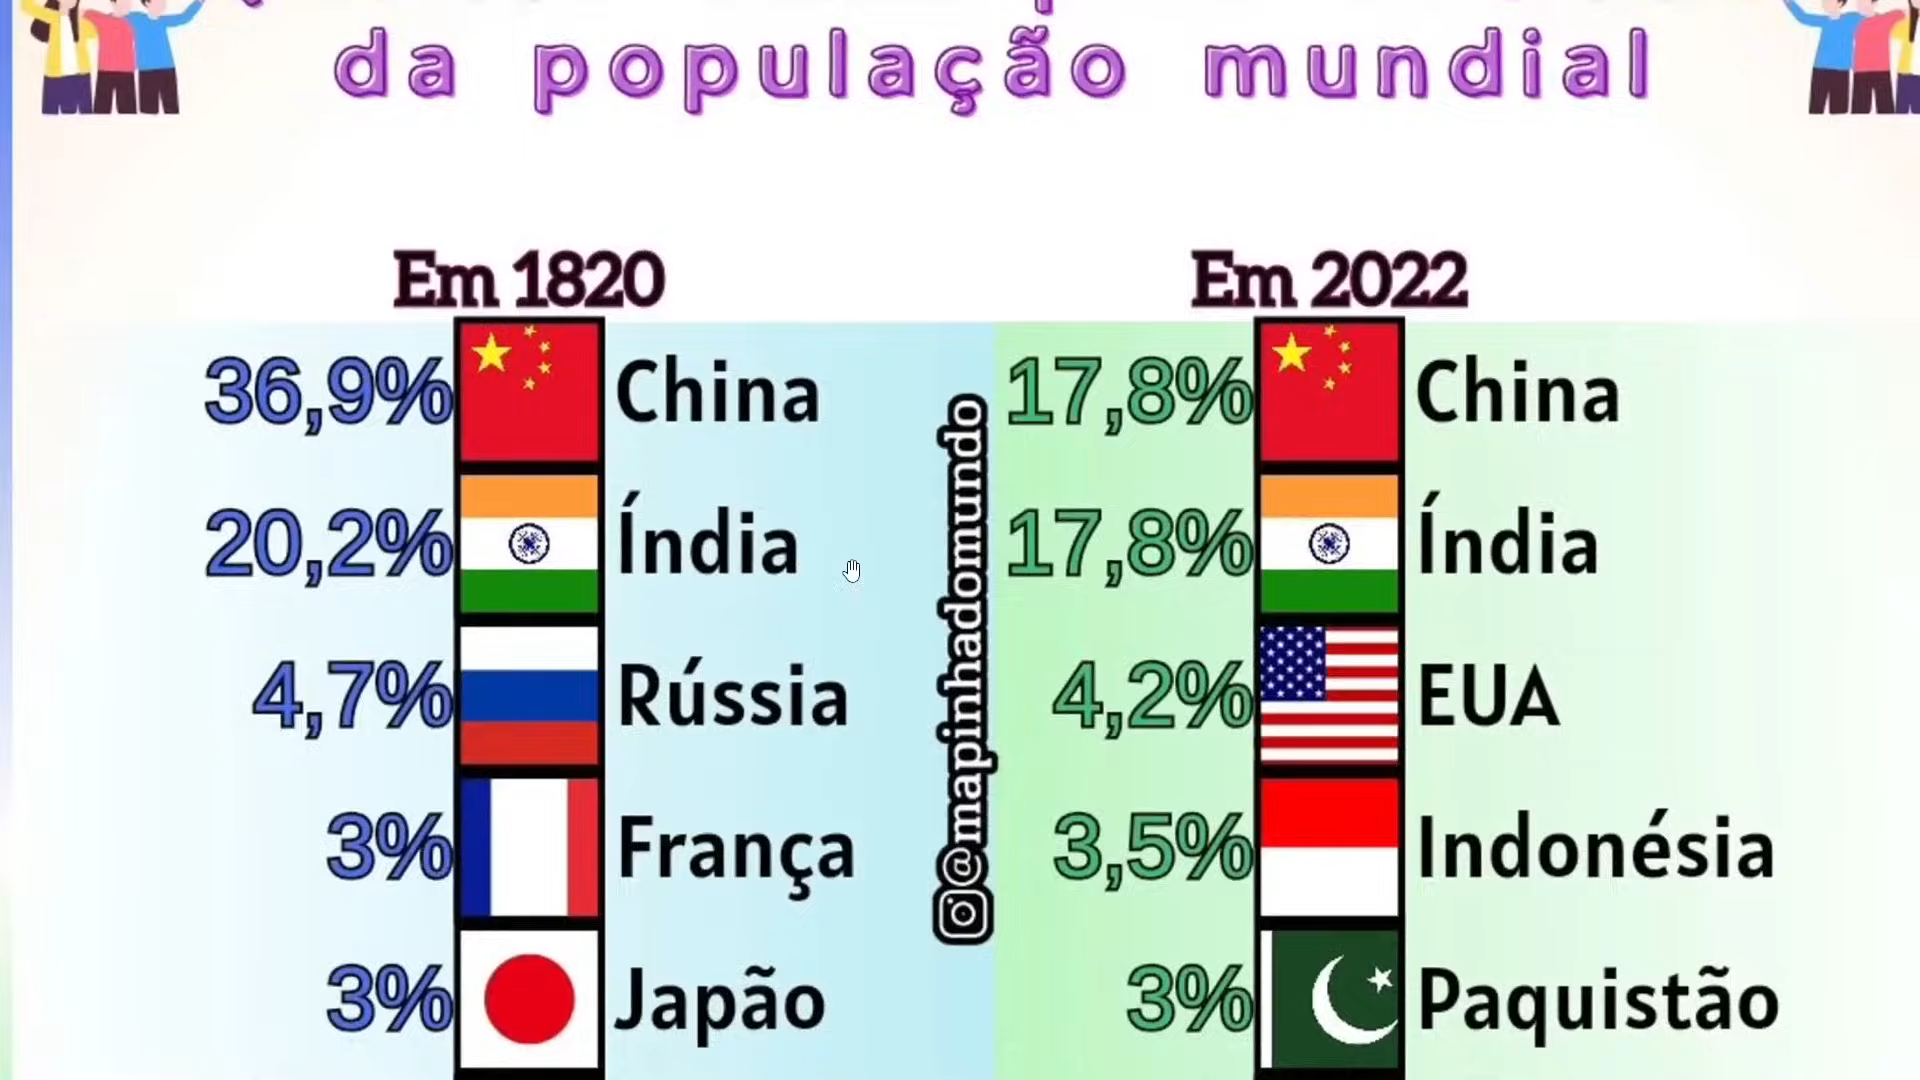 da população mundial
Em 1820
36,9% China
20,2% Índia
4,7% Rússia
3% França
3% Japão
@mapinhadomundo
Em 2022
17,8% China
17,8% Índia
4,2% EUA
3,5% Indonésia
3% Paquistão